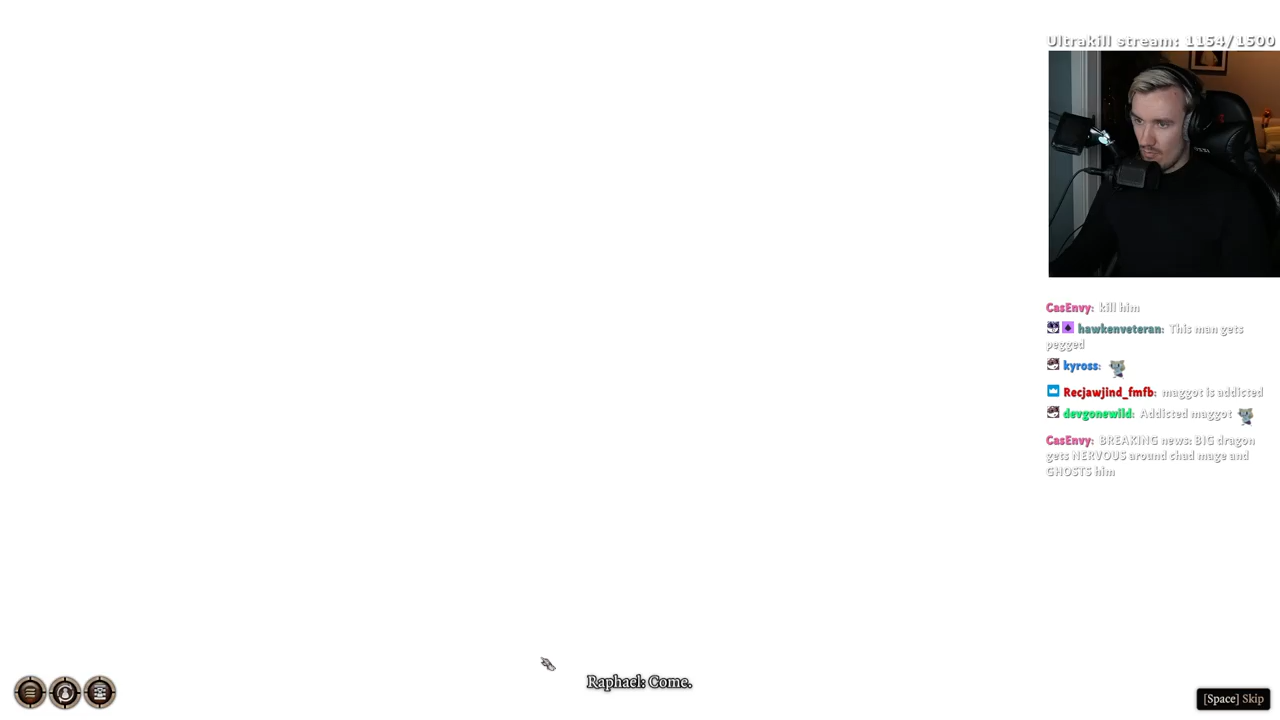 Ultrakill stream: 1154/1500
CasEnvy: kill him
hawkenveteran: This man gets
pegged
kyross:
Recjawjind_fmfb: maggot is addicted
devgonewild: Addicted maggot
CasEnvy: BREAKING news: BIG dragon
gets NERVOUS around chad mage and
GHOSTS him
Raphael: Come.
[Space] Skip